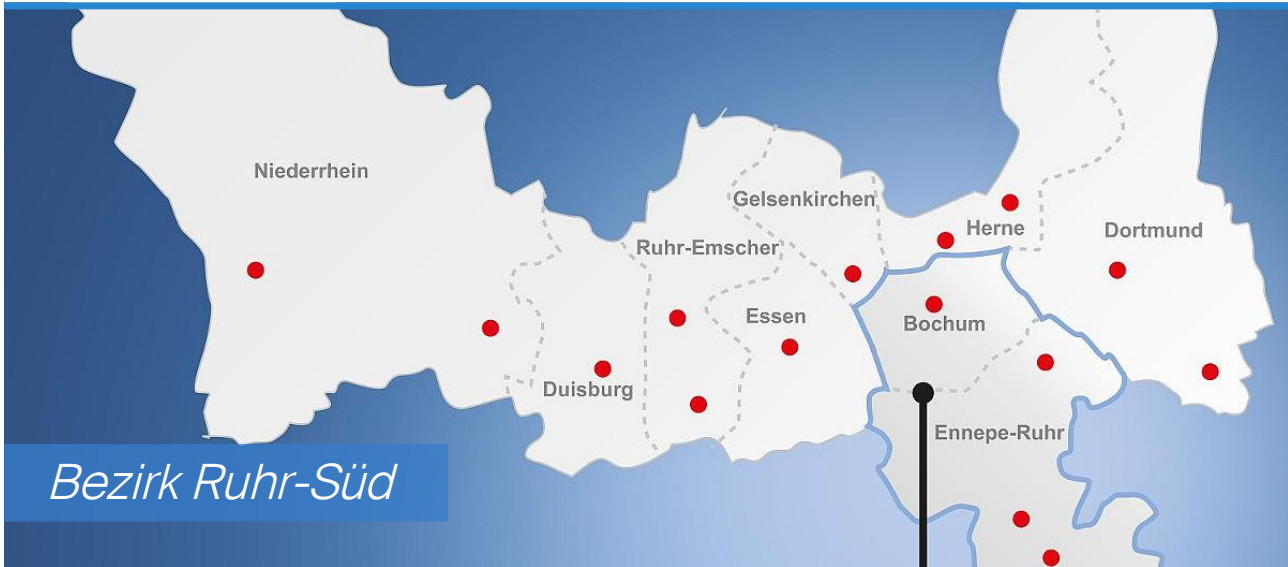 Niederrhein
Gelsenkirchen
Herne
Dortmund
Ruhr-Emscher
Essen
Bochum
Duisburg
Ennepe-Ruhr
Bezirk Ruhr-Süd